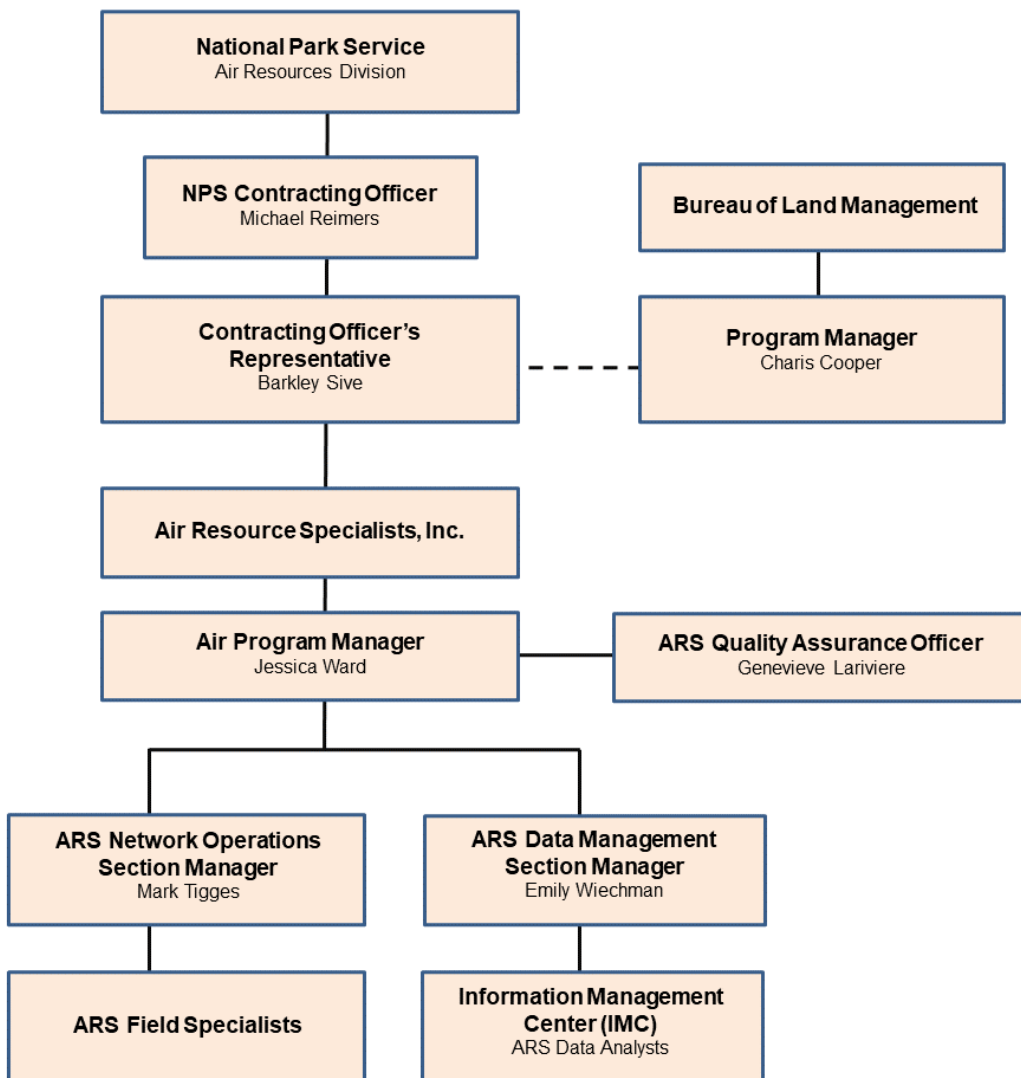 National Park Service
Air Resources Division
NPS Contracting Officer
Michael Reimers
Bureau of Land Management
Contracting Officer's
Representative
Barkley Sive
Program Manager
Charis Cooper
Air Resource Specialists, Inc.
Air Program Manager
Jessica Ward
ARS Quality Assurance Officer
Genevieve Lariviere
ARS Network Operations
Section Manager
Mark Tigges
ARS Data Management
Section Manager
Emily Wiechman
ARS Field Specialists
Information Management
Center (IMC)
ARS Data Analysts